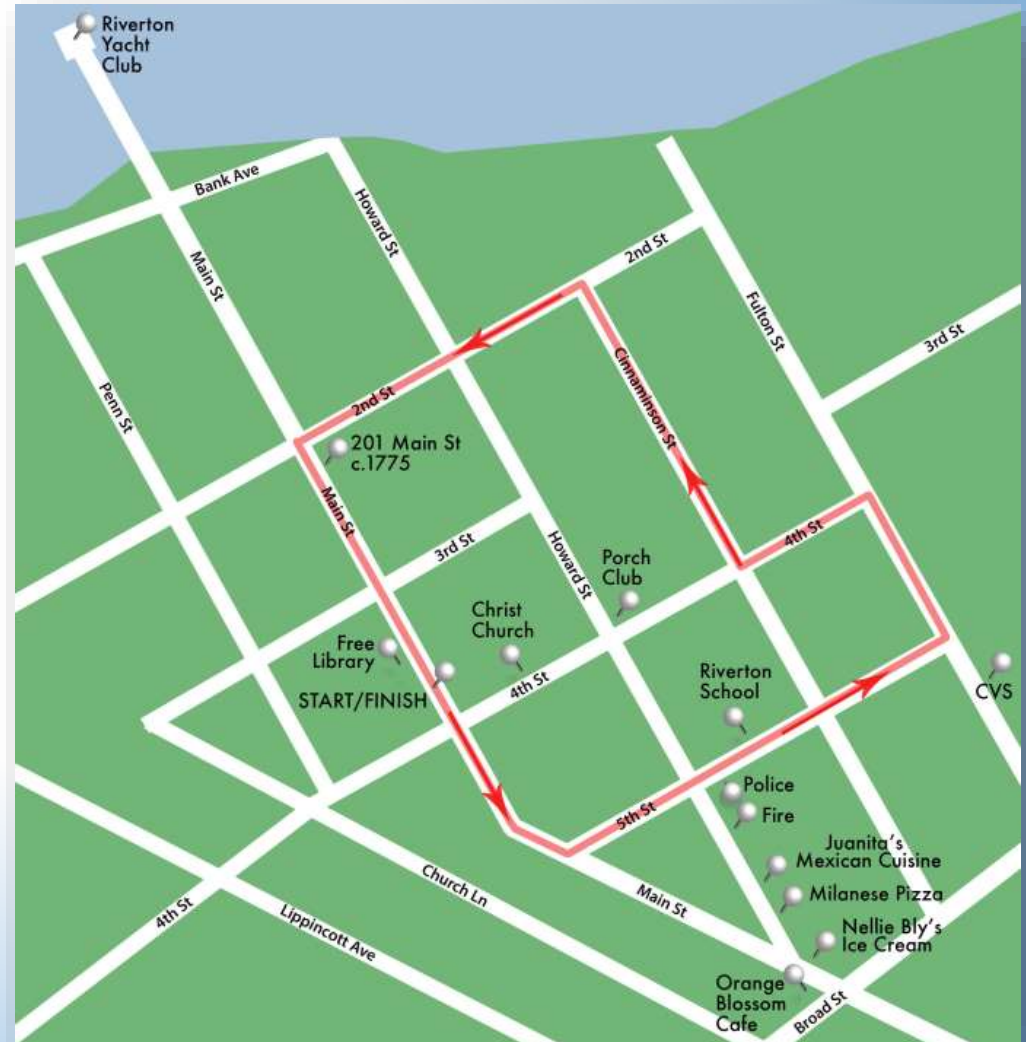 Riverton
Yacht
Club
Bank Ave
Howard St
Main St
2nd St
Fulton St
3rd St
Penn St
Cinnaminson St
2nd St
201 Main St
c.1775
Main St
3rd St
Howard St
4th St
Porch
Club
Christ
Church
Free
Library
START/FINISH
4th St
Riverton
School
CVS
Police
Fire
5th St
Juanita's
Mexican Cuisine
Milanese Pizza
Church Ln
Main St
4th St
Lippincott Ave
Nellie Bly's
Ice Cream
Orange
Blossom
Cafe
Broad St